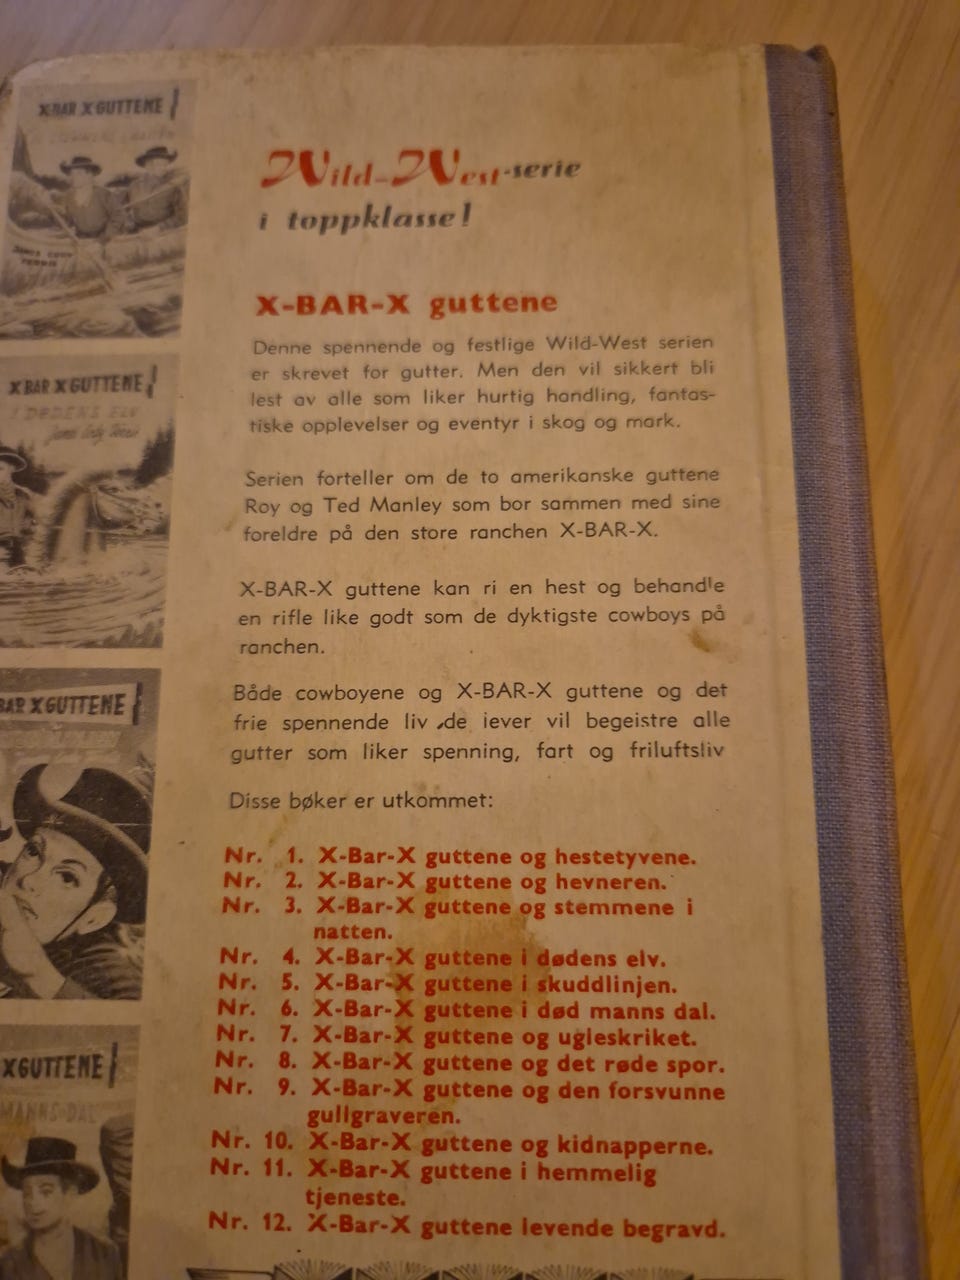 X-BAR X GUTTENE
JAMES CODY
FERRIS
X BAR X GUTTENE
I DØDENS ELV
James Cody Ferris
BAR X GUTTENE
X GUTTENE
MANNS DAL
Wild-West-serie
i toppklasse!
X-BAR-X guttene
Denne spennende og festlige Wild-West serien
er skrevet for gutter. Men den vil sikkert bli
lest av alle som liker hurtig handling, fantas-
tiske opplevelser og eventyr i skog og mark.
Serien forteller om de to amerikanske guttene
Roy og Ted Manley som bor sammen med sine
foreldre på den store ranchen X-BAR-X.
X-BAR-X guttene kan ri en hest og behandle
en rifle like godt som de dyktigste cowboys på
ranchen.
Både cowboyene og X-BAR-X guttene og det
frie spennende liv de lever vil begeistre alle
gutter som liker spenning, fart og friluftsliv
Disse bøker er utkommet:
Nr. 1. X-Bar-X guttene og hestetyvene.
Nr. 2. X-Bar-X guttene og hevneren.
Nr. 3. X-Bar-X guttene og stemmene i
natten.
Nr. 4. X-Bar-X guttene i dødens elv.
Nr. 5. X-Bar-X guttene i skuddlinjen.
Nr. 6. X-Bar-X guttene i død manns dal.
Nr. 7. X-Bar-X guttene og ugleskriket.
Nr. 8. X-Bar-X guttene og det røde spor.
Nr. 9. X-Bar-X guttene og den forsvunne
gullgraveren.
Nr. 10. X-Bar-X guttene og kidnapperne.
Nr. 11. X-Bar-X guttene i hemmelig
tjeneste.
Nr. 12. X-Bar-X guttene levende begravd.